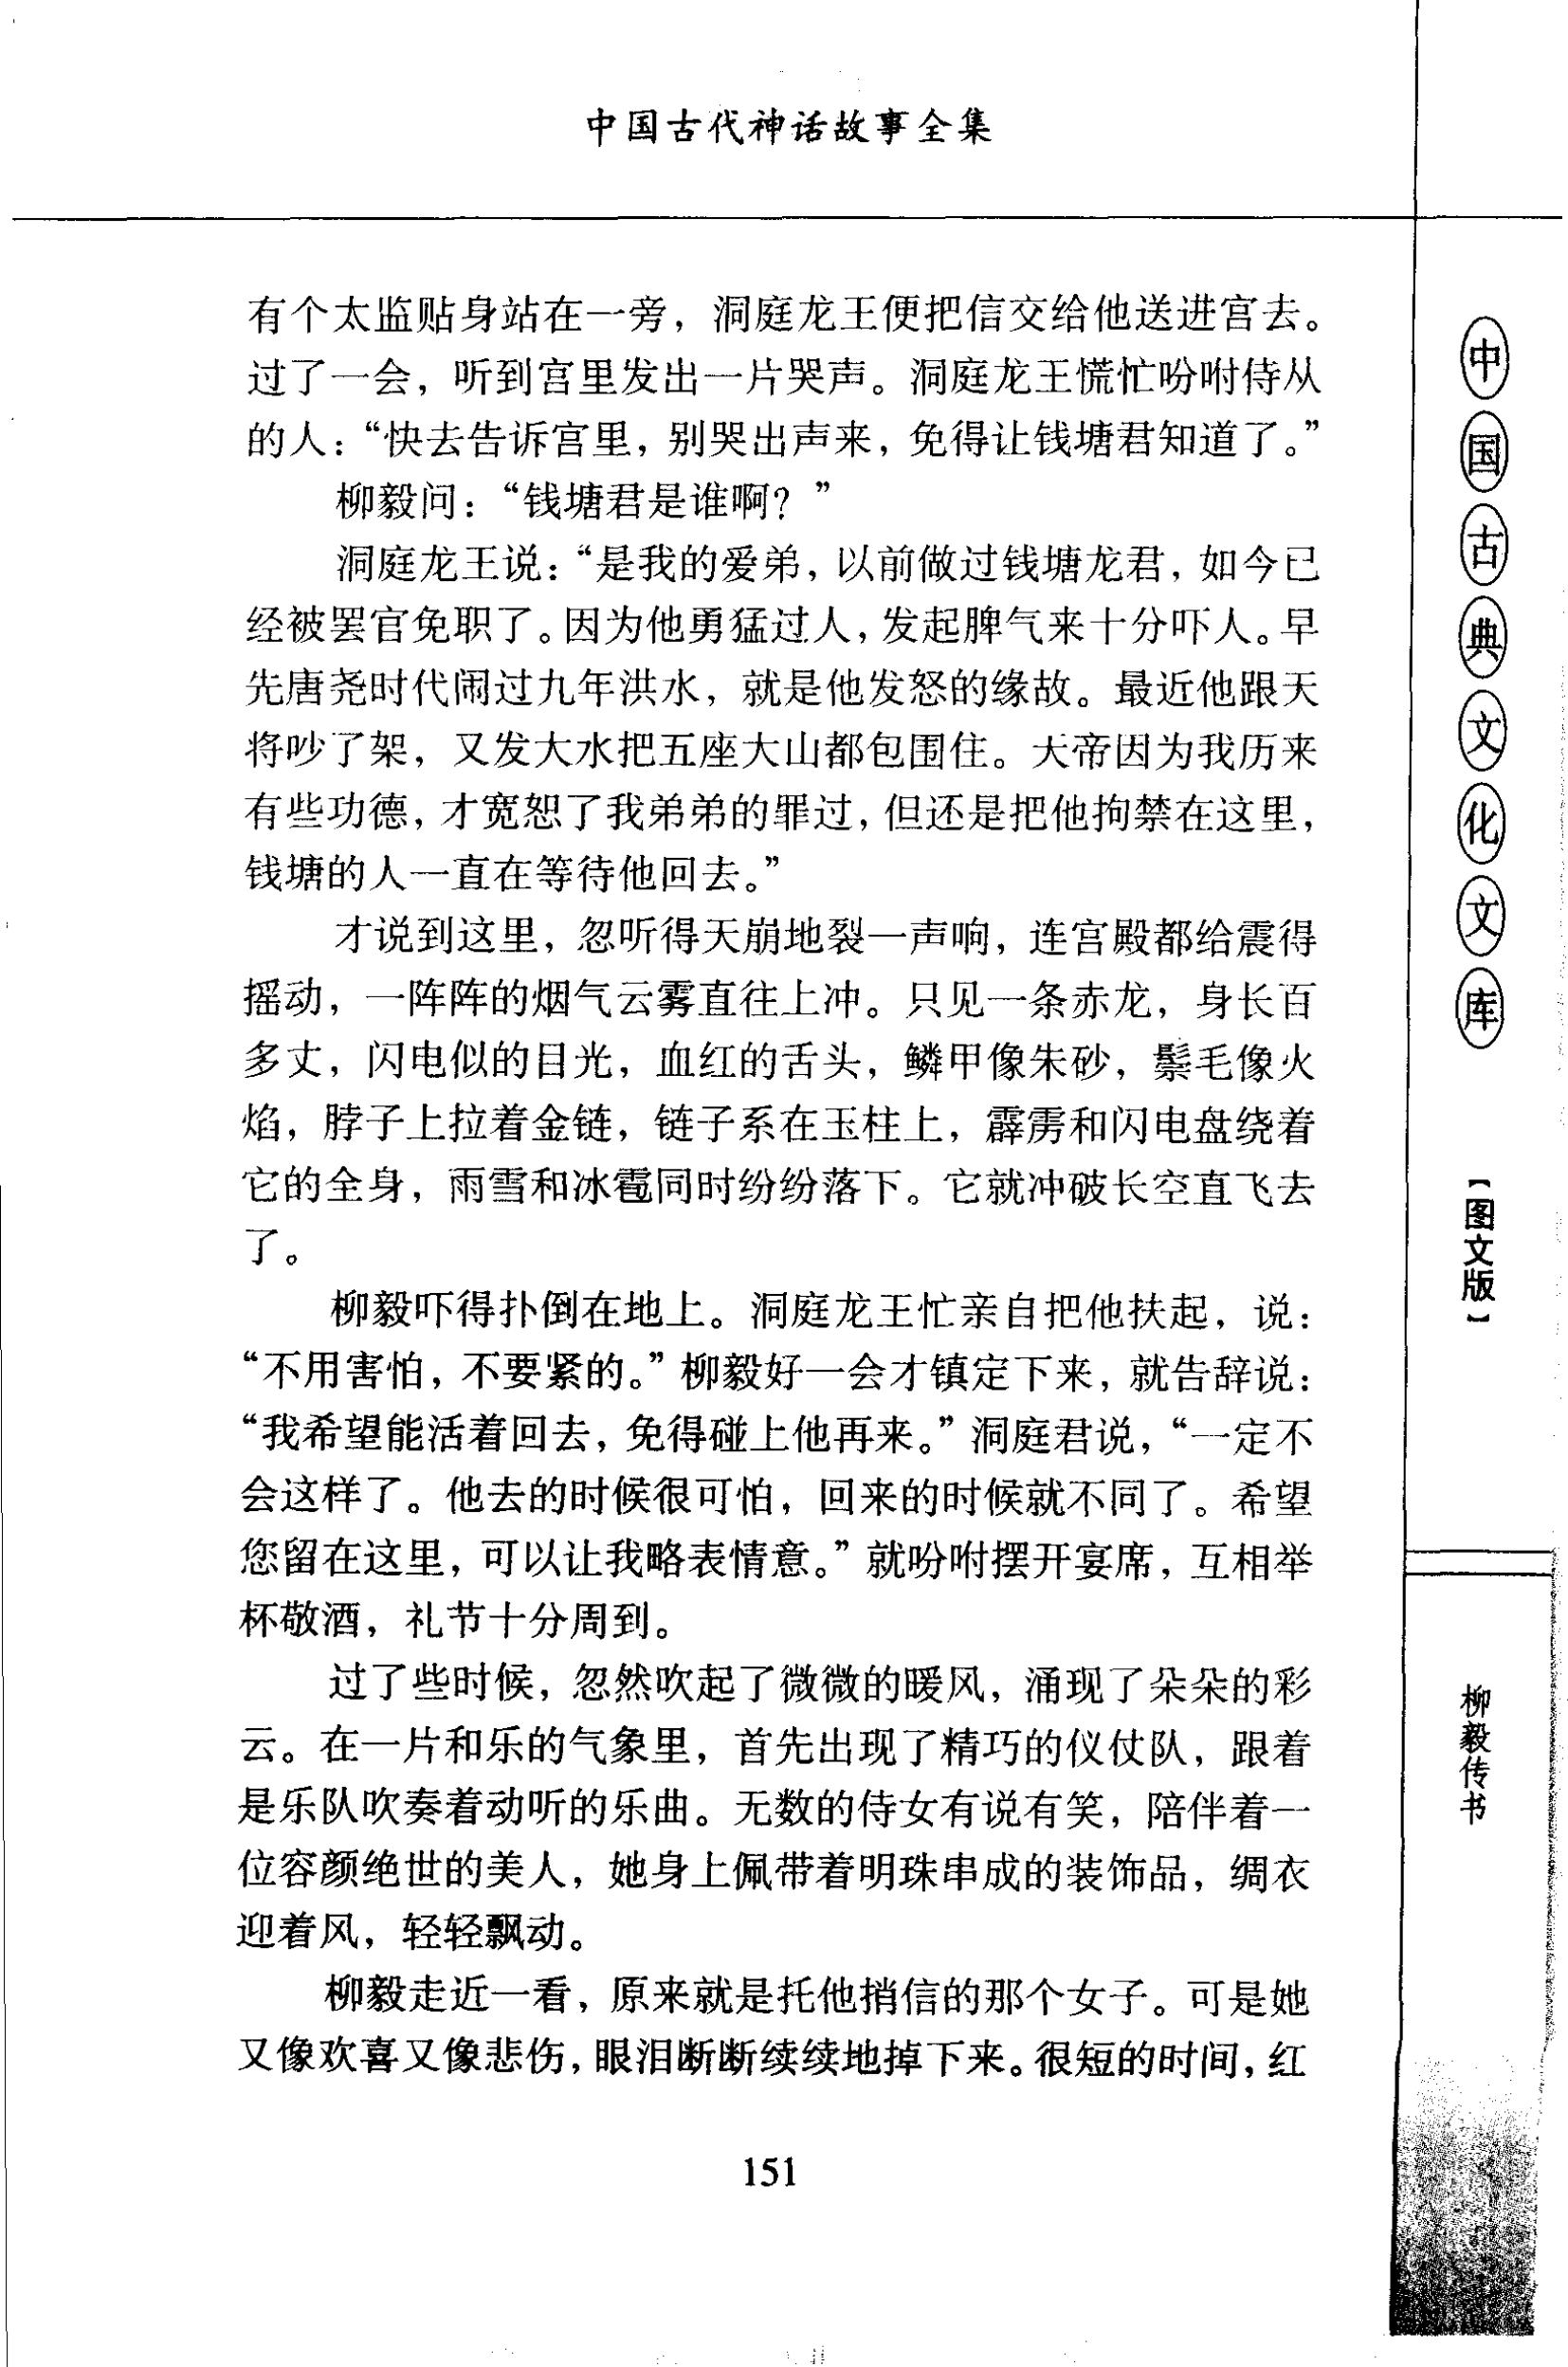 中国古代神话故事全集
有个太监贴身站在一旁，洞庭龙王便把信交给他送进宫去。
过了一会，听到宫里发出一片哭声。洞庭龙王慌忙吩咐侍从
的人：“快去告诉宫里，别哭出声来，免得让钱塘君知道了。”
柳毅问：“钱塘君是谁啊？”
洞庭龙王说：“是我的爱弟，以前做过钱塘龙君，如今已
经被罢官免职了。因为他勇猛过人，发起脾气来十分吓人。早
先唐尧时代闹过九年洪水，就是他发怒的缘故。最近他跟天
将吵了架，又发大水把五座大山都包围住。天帝因为我历来
有些功德，才宽恕了我弟弟的罪过，但还是把他拘禁在这里，
钱塘的人一直在等待他回去。”
才说到这里，忽听得天崩地裂一声响，连宫殿都给震得
摇动，一阵阵的烟气云雾直往上冲。只见一条赤龙，身长百
多丈，闪电似的目光，血红的舌头，鳞甲像朱砂，鬃毛像火
焰，脖子上拉着金链，链子系在玉柱上，霹雳和闪电盘绕着
它的全身，雨雪和冰雹同时纷纷落下。它就冲破长空直飞去
了。
柳毅吓得扑倒在地上。洞庭龙王忙亲自把他扶起，说：
“不用害怕，不要紧的。”柳毅好一会才镇定下来，就告辞说：
“我希望能活着回去，免得碰上他再来。”洞庭君说，“一定不
会这样了。他去的时候很可怕，回来的时候就不同了。希望
您留在这里，可以让我略表情意。”就吩咐摆开宴席，互相举
杯敬酒，礼节十分周到。
过了些时候，忽然吹起了微微的暖风，涌现了朵朵的彩
云。在一片和乐的气象里，首先出现了精巧的仪仗队，跟着
是乐队吹奏着动听的乐曲。无数的侍女有说有笑，陪伴着一
位容颜绝世的美人，她身上佩带着明珠串成的装饰品，绸衣
迎着风，轻轻飘动。
柳毅走近一看，原来就是托他捎信的那个女子。可是她
又像欢喜又像悲伤，眼泪断断续续地掉下来。很短的时间，红
151
中国古典文化文库
【图文版】
柳毅传书